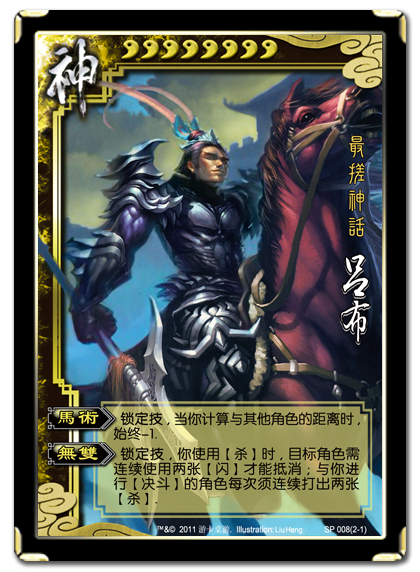 神
最搓神話
呂布
馬術
锁定技，当你计算与其他角色的距离时，
始终-1.
無雙
锁定技，你使用【杀】时，目标角色需
连续使用两张【闪】才能抵消；与你进
行【决斗】的角色每次须连续打出两张
【杀】.
™&© 2011 游卡桌游. Illustration:LiuHeng
SP 008(2-1)